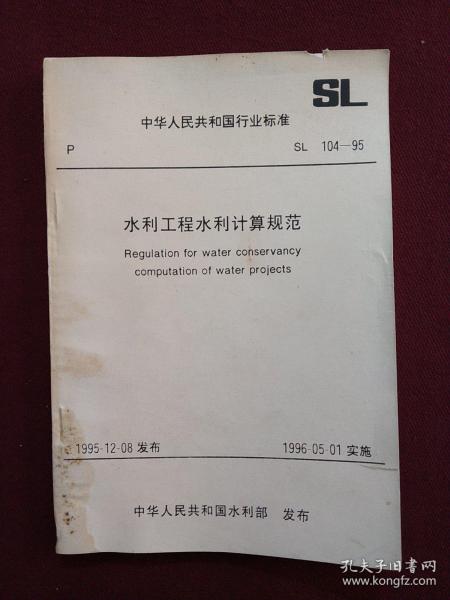 SL
中华人民共和国行业标准
P
SL 104—95
水利工程水利计算规范
Regulation for water conservancy
computation of water projects
1995-12-08 发布
1996-05-01 实施
中华人民共和国水利部 发布
孔夫子旧书网
www.kongfz.com